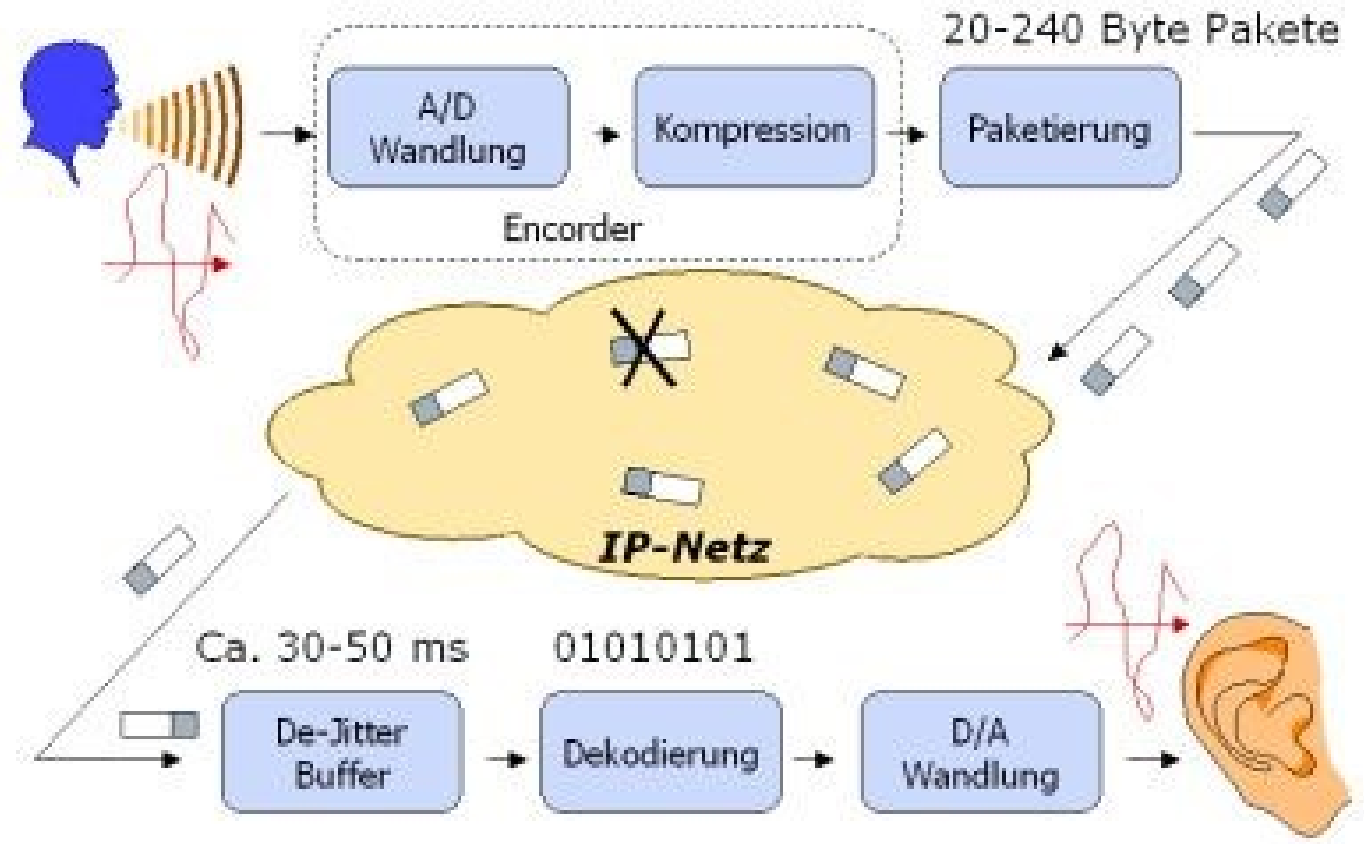 20-240 Byte Pakete
A/D
Wandlung
Kompression
Paketierung
Encorder
IP-Netz
Ca. 30-50 ms
01010101
De-Jitter
Buffer
Dekodierung
D/A
Wandlung